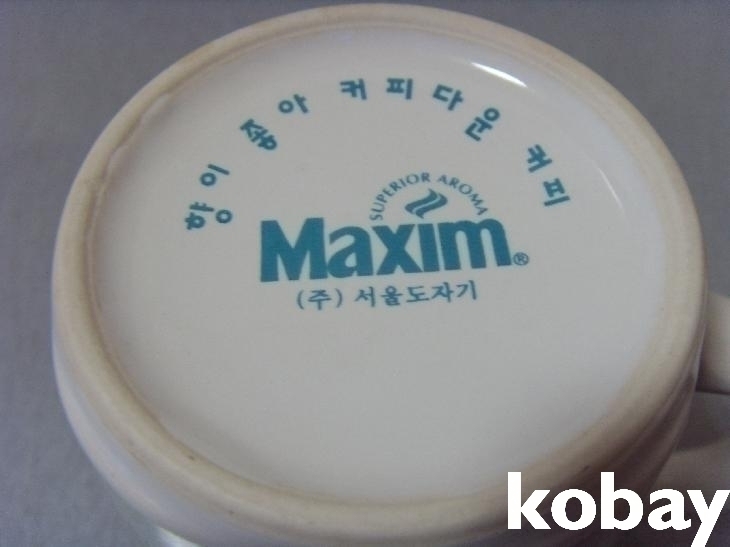 향이 좋아 커피다운 커피
SUPERIOR AROMA
Maxim®
(주) 서울도자기
kobay